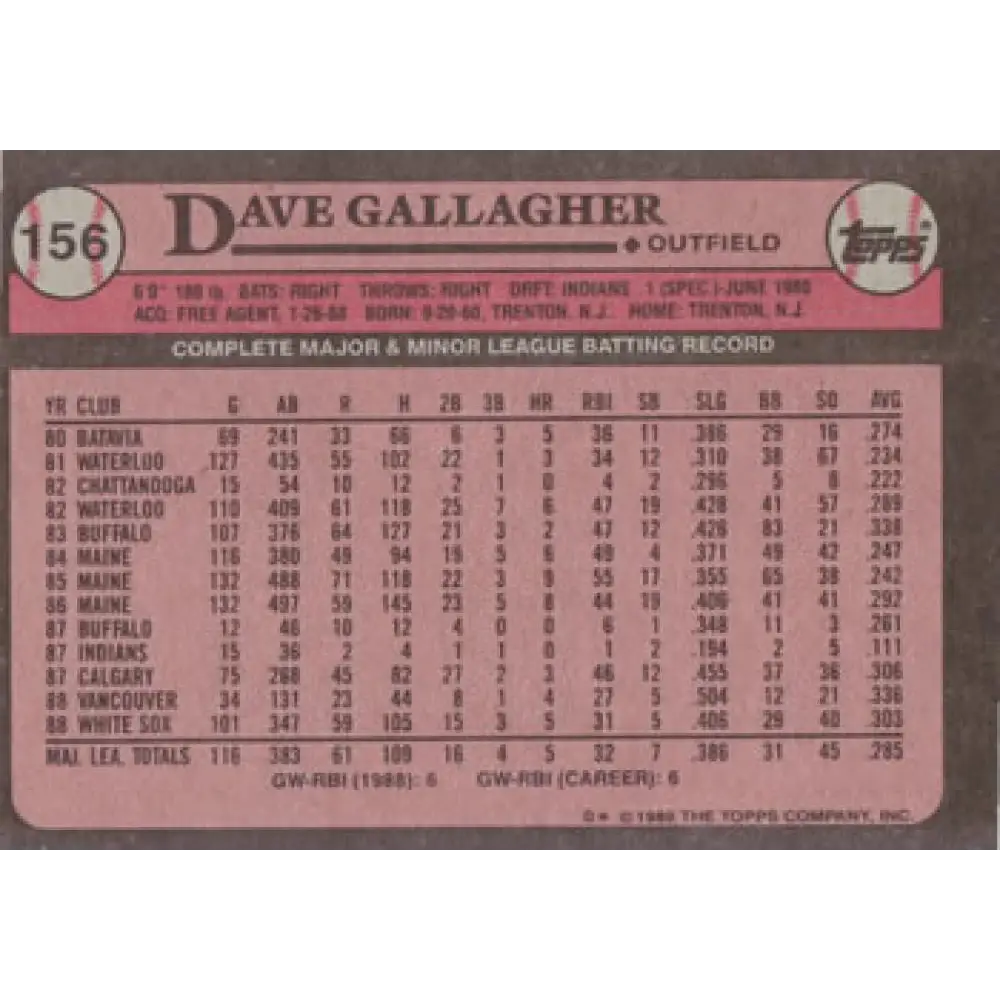 156
DAVE GALLAGHER
OUTFIELD
topps
6'0" 180 lb. BATS: RIGHT THROWS: RIGHT DRFT: INDIANS 1 (SPEC.)-JUNE 1980
ACQ: FREE AGENT, BORN: 9-20-60, TRENTON, N.J. HOME: TRENTON, N.J.
COMPLETE MAJOR & MINOR LEAGUE BATTING RECORD
YR CLUB G AB R H 2B 3B HR RBI SB SLG BB SO AVG
80 BATAVIA 69 241 33 66 6 3 5 36 11 .386 29 16 .274
81 WATERLOO 127 435 55 102 22 1 3 34 12 .310 38 67 .234
82 CHATTANOOGA 15 54 10 12 2 1 0 4 2 .296 5 8 .222
82 WATERLOO 110 409 61 118 25 7 6 47 19 .428 41 57 .289
83 BUFFALO 107 376 64 127 21 3 2 47 12 .426 83 21 .338
84 MAINE 116 380 49 94 19 5 6 49 4 .371 49 42 .247
85 MAINE 132 488 71 118 22 3 9 55 17 .355 65 38 .242
86 MAINE 132 497 59 145 23 5 8 44 19 .406 41 41 .292
87 BUFFALO 12 46 10 12 4 0 0 6 1 .348 11 3 .261
87 INDIANS 15 36 2 4 1 1 0 1 2 .194 2 5 .111
87 CALGARY 75 268 45 82 27 2 3 46 12 .455 37 36 .306
88 VANCOUVER 34 131 23 44 8 1 4 27 5 .504 12 21 .336
88 WHITE SOX 101 347 59 105 15 3 5 31 5 .406 29 40 .303
MAJ. LEA. TOTALS 116 383 61 109 16 4 5 32 7 .386 31 45 .285
GW-RBI (1988): 6 GW-RBI (CAREER): 6
D* © 1989 THE TOPPS COMPANY, INC.